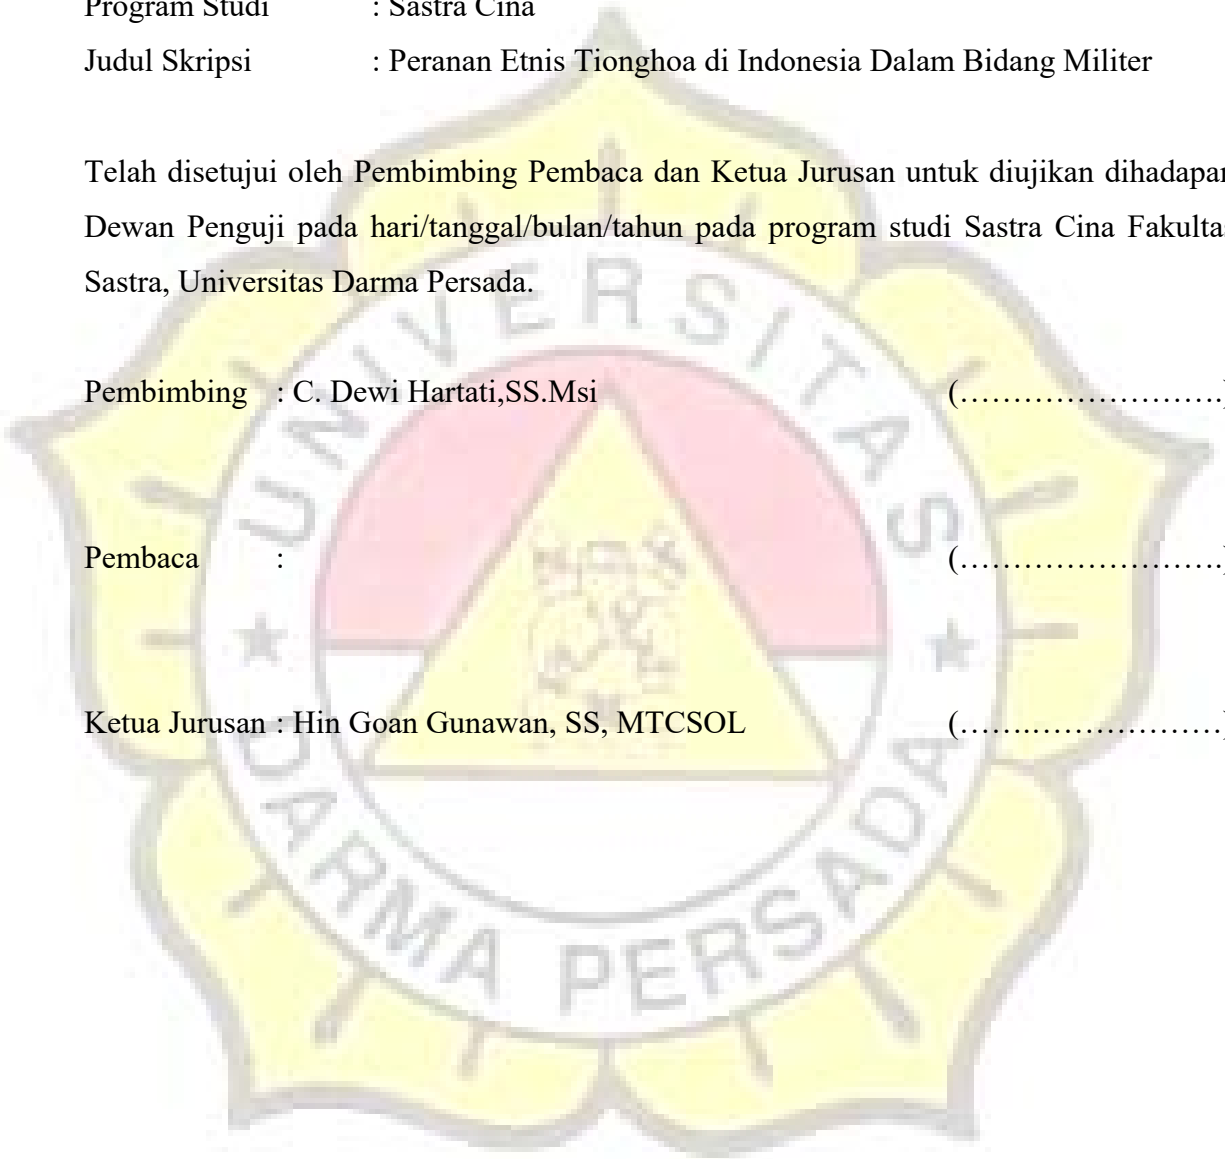 Program Studi : Sastra Cina
Judul Skripsi : Peranan Etnis Tionghoa di Indonesia Dalam Bidang Militer
Telah disetujui oleh Pembimbing Pembaca dan Ketua Jurusan untuk diujikan dihadapan
Dewan Penguji pada hari/tanggal/bulan/tahun pada program studi Sastra Cina Fakultas
Sastra, Universitas Darma Persada.
UNIVERSITAS
Pembimbing : C. Dewi Hartati,SS.Msi (…………………….)
Pembaca : (…………………….)
Ketua Jurusan : Hin Goan Gunawan, SS, MTCSOL (…….………………)
DARMA PERSADA